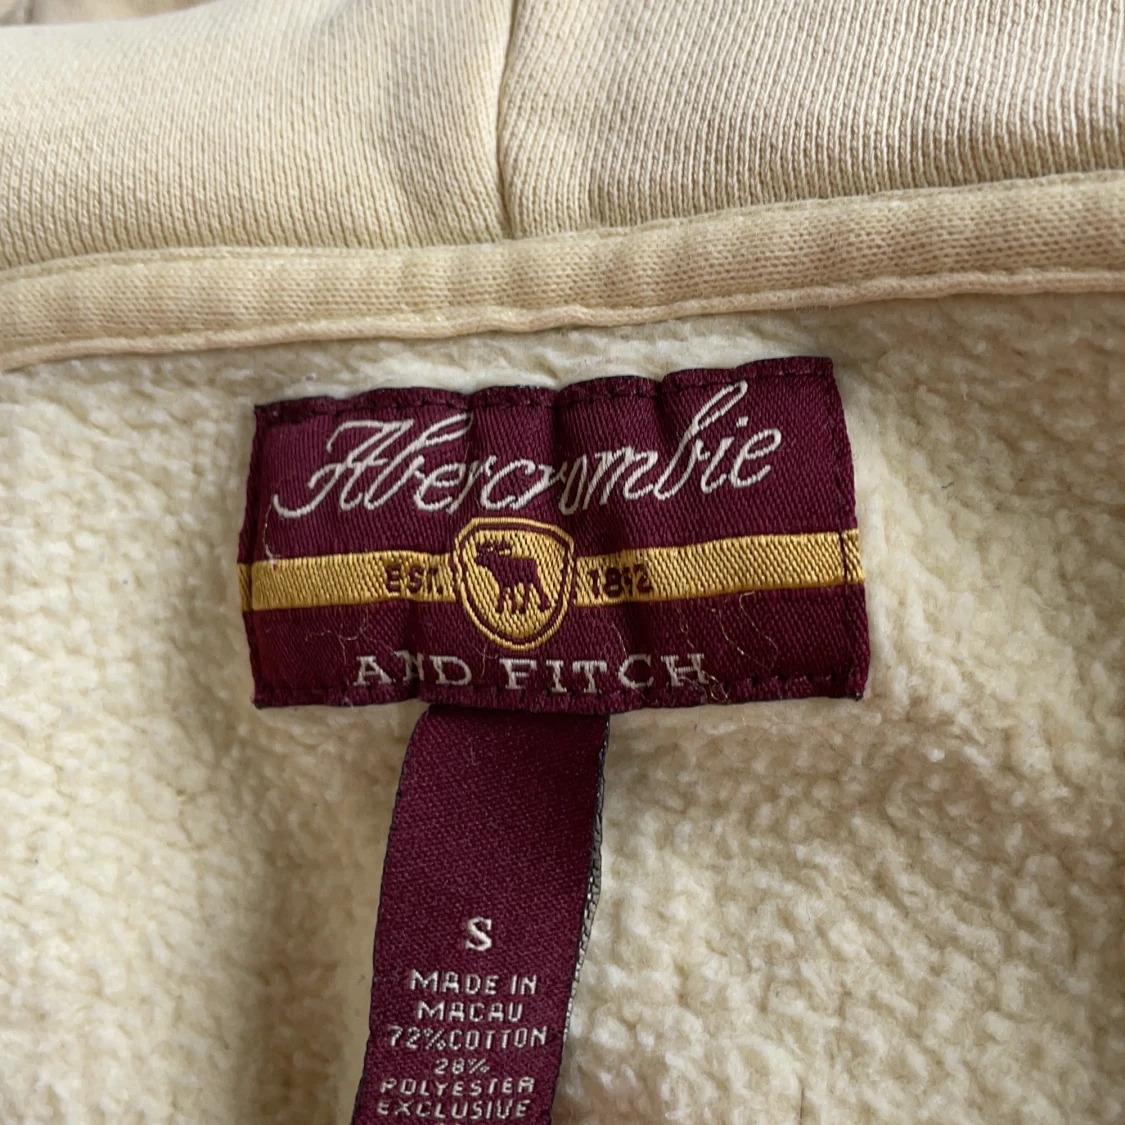 Abercrombie
EST. 1892
AND FITCH
S
MADE IN
MACAU
72%COTTON
28%
POLYESTER
EXCLUSIVE